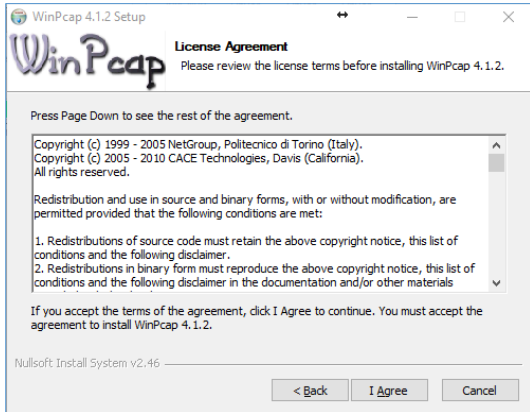 WinPcap 4.1.2 Setup
WinPcap
License Agreement
Please review the license terms before installing WinPcap 4.1.2.
Press Page Down to see the rest of the agreement.
Copyright (c) 1999 - 2005 NetGroup, Politecnico di Torino (Italy).
Copyright (c) 2005 - 2010 CACE Technologies, Davis (California).
All rights reserved.
Redistribution and use in source and binary forms, with or without modification, are
permitted provided that the following conditions are met:
1. Redistributions of source code must retain the above copyright notice, this list of
conditions and the following disclaimer.
2. Redistributions in binary form must reproduce the above copyright notice, this list of
conditions and the following disclaimer in the documentation and/or other materials
If you accept the terms of the agreement, click I Agree to continue. You must accept the
agreement to install WinPcap 4.1.2.
Nullsoft Install System v2.46
< Back I Agree Cancel